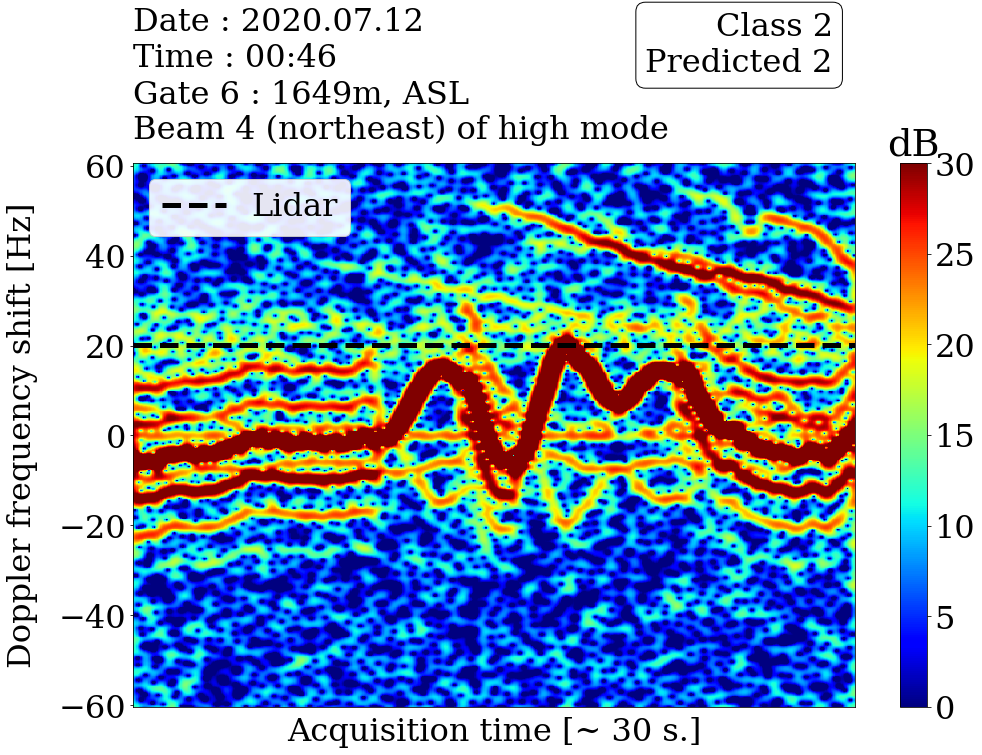 Date : 2020.07.12
Time : 00:46
Gate 6 : 1649m, ASL
Beam 4 (northeast) of high mode
Class 2
Predicted 2
dB
Lidar
60
40
20
0
−20
−40
−60
Doppler frequency shift [Hz]
Acquisition time [~ 30 s.]
30
25
20
15
10
5
0